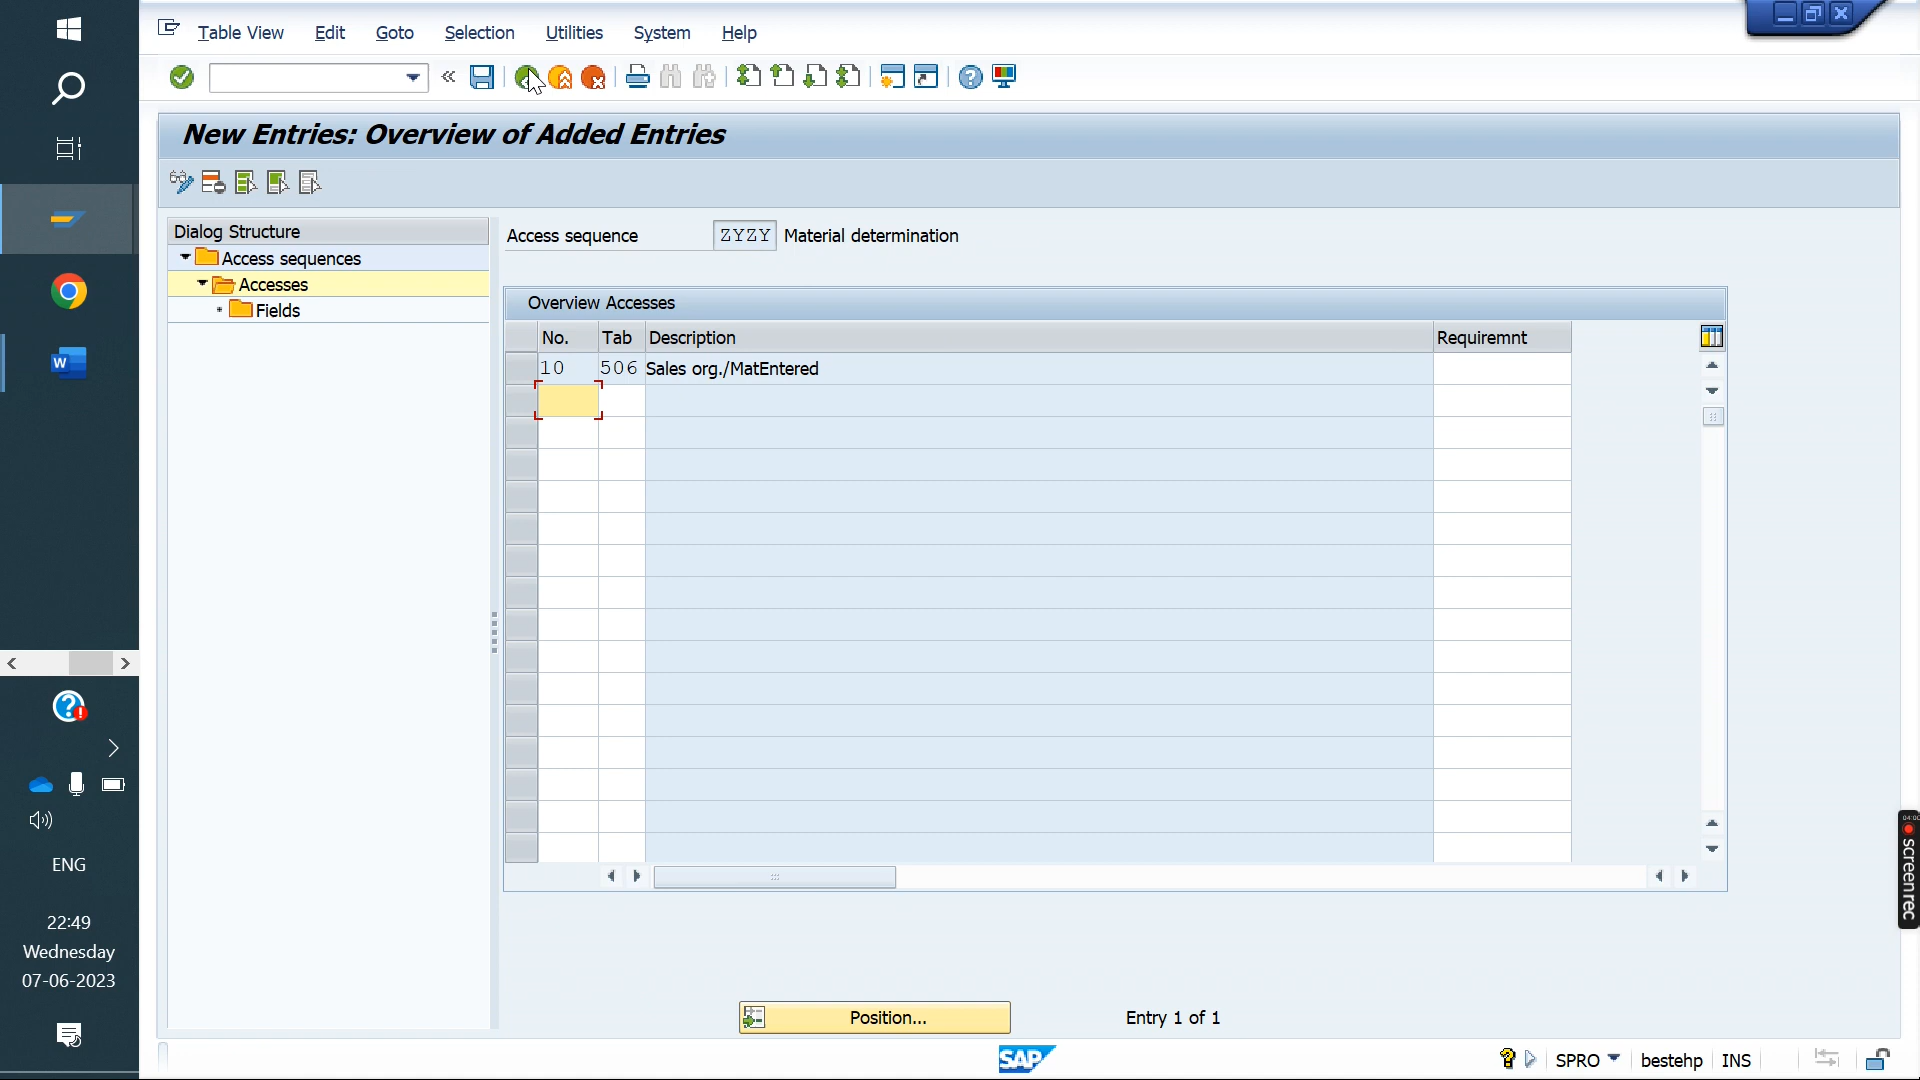 Table View Edit Goto Selection Utilities System Help
New Entries: Overview of Added Entries
Dialog Structure
Access sequences
Accesses
Fields
Access sequence ZYZY Material determination
Overview Accesses
No. Tab Description Requiremnt
10 506 Sales org./MatEntered
Position...
Entry 1 of 1
SAP
SPRO bestehp INS
W
ENG
22:49
Wednesday
07-06-2023
04:00
screenrec